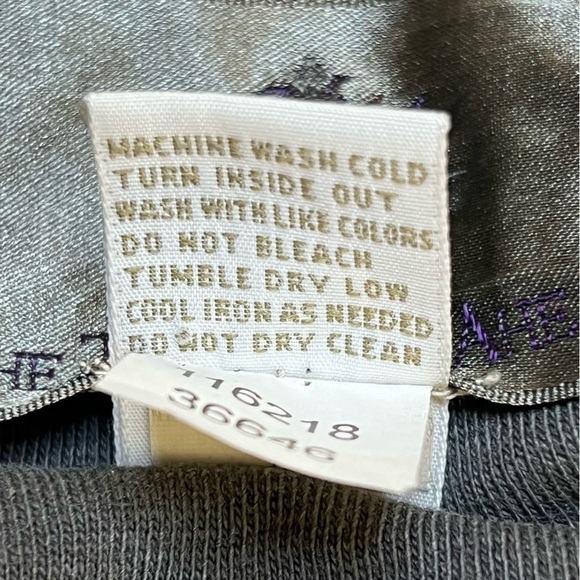 MACHINE WASH COLD
TURN INSIDE OUT
WASH WITH LIKE COLORS
DO NOT BLEACH
TUMBLE DRY LOW
COOL IRON AS NEEDED
DO NOT DRY CLEAN
116218
36646